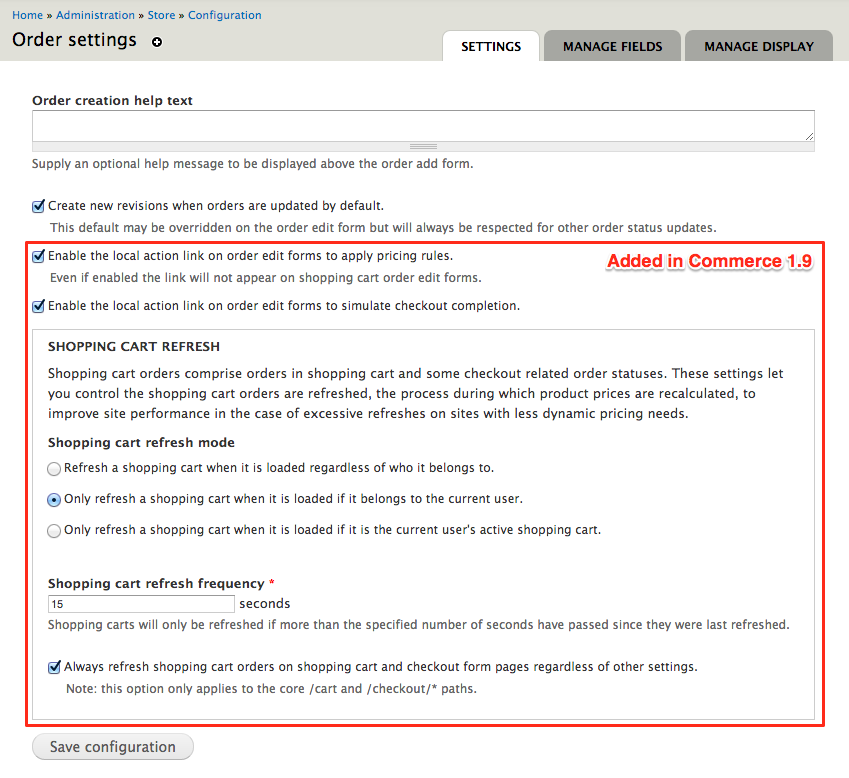 Home » Administration » Store » Configuration
Order settings
SETTINGS
MANAGE FIELDS
MANAGE DISPLAY
Order creation help text
Supply an optional help message to be displayed above the order add form.
Create new revisions when orders are updated by default.
This default may be overridden on the order edit form but will always be respected for other order status updates.
Enable the local action link on order edit forms to apply pricing rules.
Added in Commerce 1.9
Even if enabled the link will not appear on shopping cart order edit forms.
Enable the local action link on order edit forms to simulate checkout completion.
SHOPPING CART REFRESH
Shopping cart orders comprise orders in shopping cart and some checkout related order statuses. These settings let
you control the shopping cart orders are refreshed, the process during which product prices are recalculated, to
improve site performance in the case of excessive refreshes on sites with less dynamic pricing needs.
Shopping cart refresh mode
Refresh a shopping cart when it is loaded regardless of who it belongs to.
Only refresh a shopping cart when it is loaded if it belongs to the current user.
Only refresh a shopping cart when it is loaded if it is the current user's active shopping cart.
Shopping cart refresh frequency *
15 seconds
Shopping carts will only be refreshed if more than the specified number of seconds have passed since they were last refreshed.
Always refresh shopping cart orders on shopping cart and checkout form pages regardless of other settings.
Note: this option only applies to the core /cart and /checkout/* paths.
Save configuration